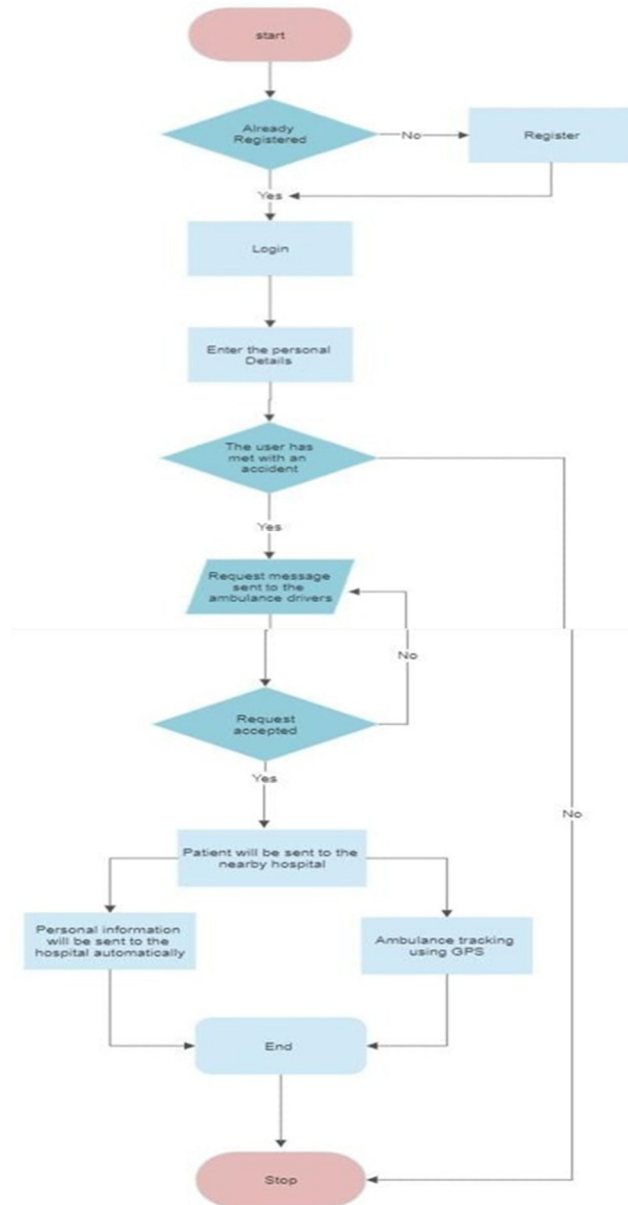 start
Already
Registered
No
Register
Yes
Login
Enter the personal
Details
The user has
met with an
accident
Yes
Request message
sent to the
ambulance drivers
No
Request
accepted
Yes
No
Patient will be sent to the
nearby hospital
Personal information
will be sent to the
hospital automatically
Ambulance tracking
using GPS
End
Stop